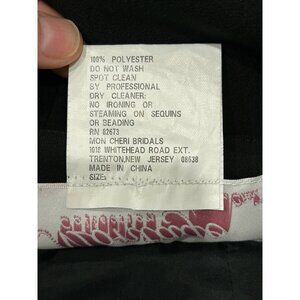 100% POLYESTER
DO NOT WASH
SPOT CLEAN
BY PROFESSIONAL
DRY CLEANER:
NO IRONING OR
STEAMING ON SEQUINS
OR BEADING
RN 82673
MON CHERI BRIDALS
1018 WHITEHEAD ROAD EXT.
TRENTON,NEW JERSEY 08638
MADE IN CHINA
SIZE: